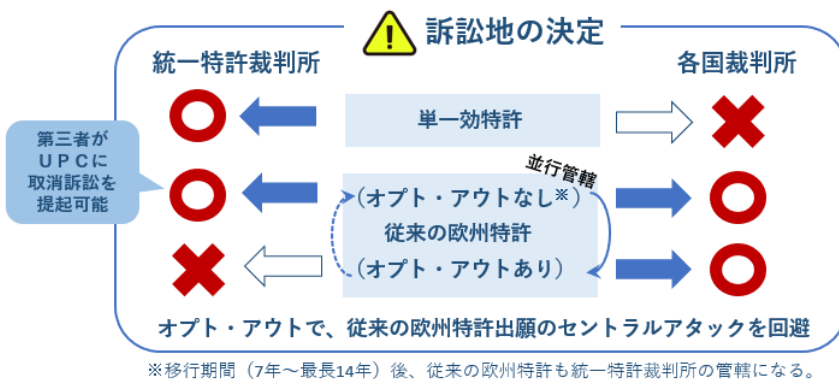 訴訟地の決定
統一特許裁判所
各国裁判所
単一効特許
第三者が
UPCに
取消訴訟を
提起可能
並行管轄
（オプト・アウトなし※）
従来の欧州特許
（オプト・アウトあり）
オプト・アウトで、従来の欧州特許出願のセントラルアタックを回避
※移行期間（7年～最長14年）後、従来の欧州特許も統一特許裁判所の管轄になる。